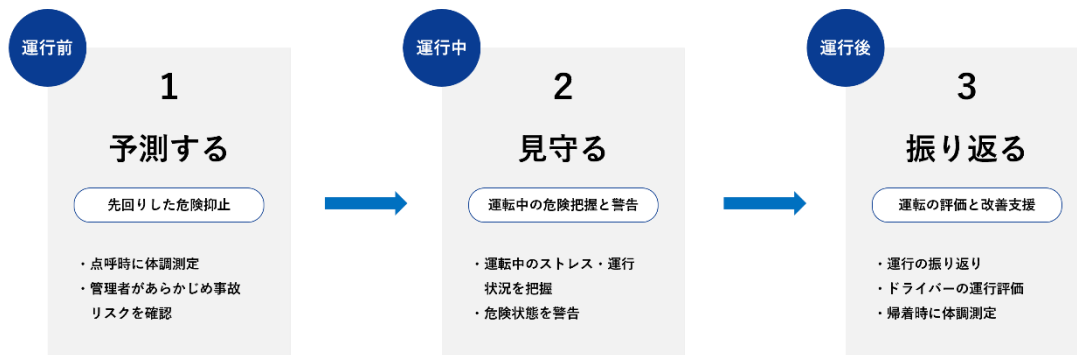 運行前
1
予測する
先回りした危険抑止
・点呼時に体調測定
・管理者があらかじめ事故
リスクを確認
運行中
2
見守る
運転中の危険把握と警告
・運転中のストレス・運行
状況を把握
・危険状態を警告
運行後
3
振り返る
運転の評価と改善支援
・運行の振り返り
・ドライバーの運行評価
・帰着時に体調測定